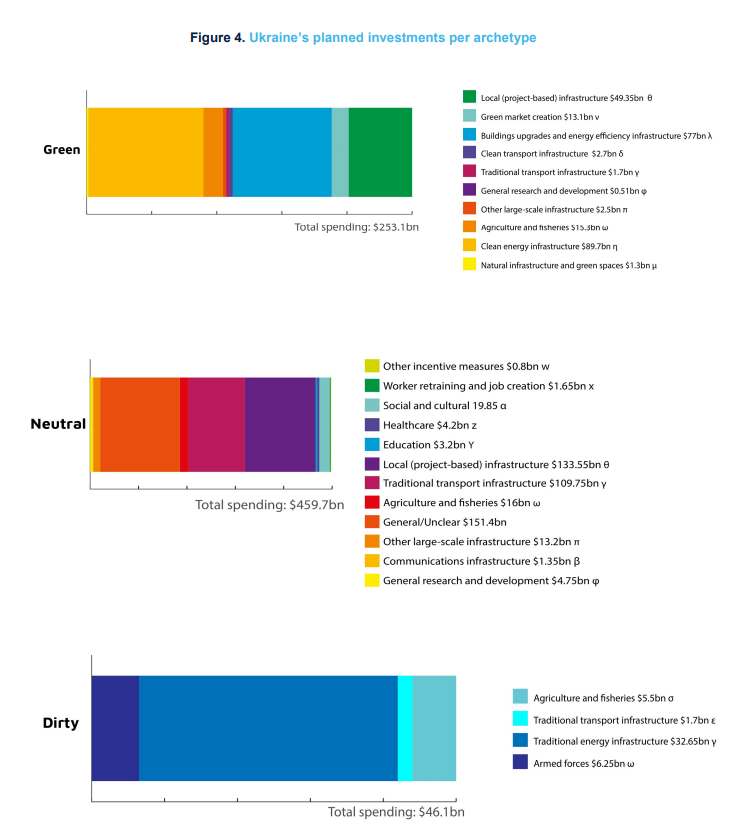 Figure 4. Ukraine's planned investments per archetype
Green
Total spending: $253.1bn
Local (project-based) infrastructure $49.35bn θ
Green market creation $13.1bn ν
Buildings upgrades and energy efficiency infrastructure $77bn λ
Clean transport infrastructure $2.7bn δ
Traditional transport infrastructure $1.7bn γ
General research and development $0.51bn φ
Other large-scale infrastructure $2.5bn π
Agriculture and fisheries $15.3bn ω
Clean energy infrastructure $89.7bn η
Natural infrastructure and green spaces $1.3bn μ
Neutral
Total spending: $459.7bn
Other incentive measures $0.8bn w
Worker retraining and job creation $1.65bn x
Social and cultural 19.85 α
Healthcare $4.2bn z
Education $3.2bn Y
Local (project-based) infrastructure $133.55bn θ
Traditional transport infrastructure $109.75bn γ
Agriculture and fisheries $16bn ω
General/Unclear $151.4bn
Other large-scale infrastructure $13.2bn π
Communications infrastructure $1.35bn β
General research and development $4.75bn φ
Dirty
Total spending: $46.1bn
Agriculture and fisheries $5.5bn σ
Traditional transport infrastructure $1.7bn ε
Traditional energy infrastructure $32.65bn γ
Armed forces $6.25bn ω